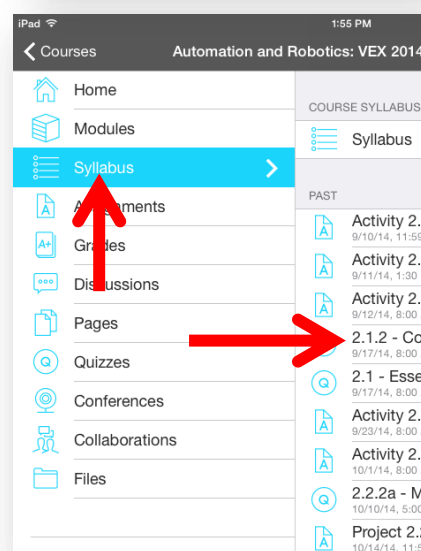 iPad 1:55 PM
Courses Automation and Robotics: VEX 2014
Home
Modules
Syllabus
Assignments
Grades
Discussions
Pages
Quizzes
Conferences
Collaborations
Files
COURSE SYLLABUS
Syllabus
PAST
Activity 2.
9/10/14, 11:59
Activity 2.
9/11/14, 1:30
Activity 2.
9/12/14, 8:00
2.1.2 - Co
9/17/14, 8:00
2.1 - Esse
9/17/14, 8:00
Activity 2.
9/23/14, 8:00
Activity 2.
10/1/14, 8:00
2.2.2a - M
10/10/14, 5:00
Project 2.
10/14/14, 11:5